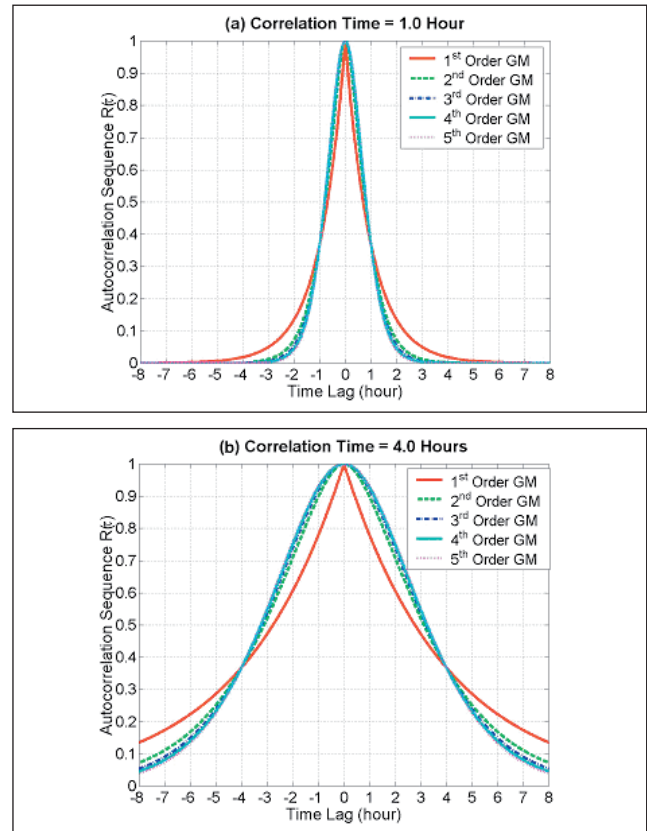 (a) Correlation Time = 1.0 Hour
Autocorrelation Sequence R(τ)
1
0.9
0.8
0.7
0.6
0.5
0.4
0.3
0.2
0.1
0
1st Order GM
2nd Order GM
3rd Order GM
4th Order GM
5th Order GM
-8 -7 -6 -5 -4 -3 -2 -1 0 1 2 3 4 5 6 7 8
Time Lag (hour)
(b) Correlation Time = 4.0 Hours
Autocorrelation Sequence R(τ)
1
0.9
0.8
0.7
0.6
0.5
0.4
0.3
0.2
0.1
0
1st Order GM
2nd Order GM
3rd Order GM
4th Order GM
5th Order GM
-8 -7 -6 -5 -4 -3 -2 -1 0 1 2 3 4 5 6 7 8
Time Lag (hour)